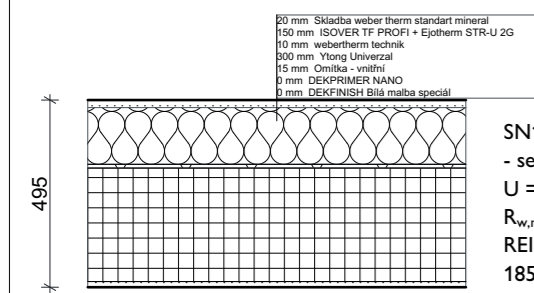 20 mm Skladba weber therm standart mineral
150 mm ISOVER TF PROFI + Ejotherm STR-U 2G
10 mm webertherm technik
300 mm Ytong Univerzal
15 mm Omítka - vnitřní
0 mm DEKPRIMER NANO
0 mm DEKFINISH Bílá malba speciál
495
- se
U =
REI
185